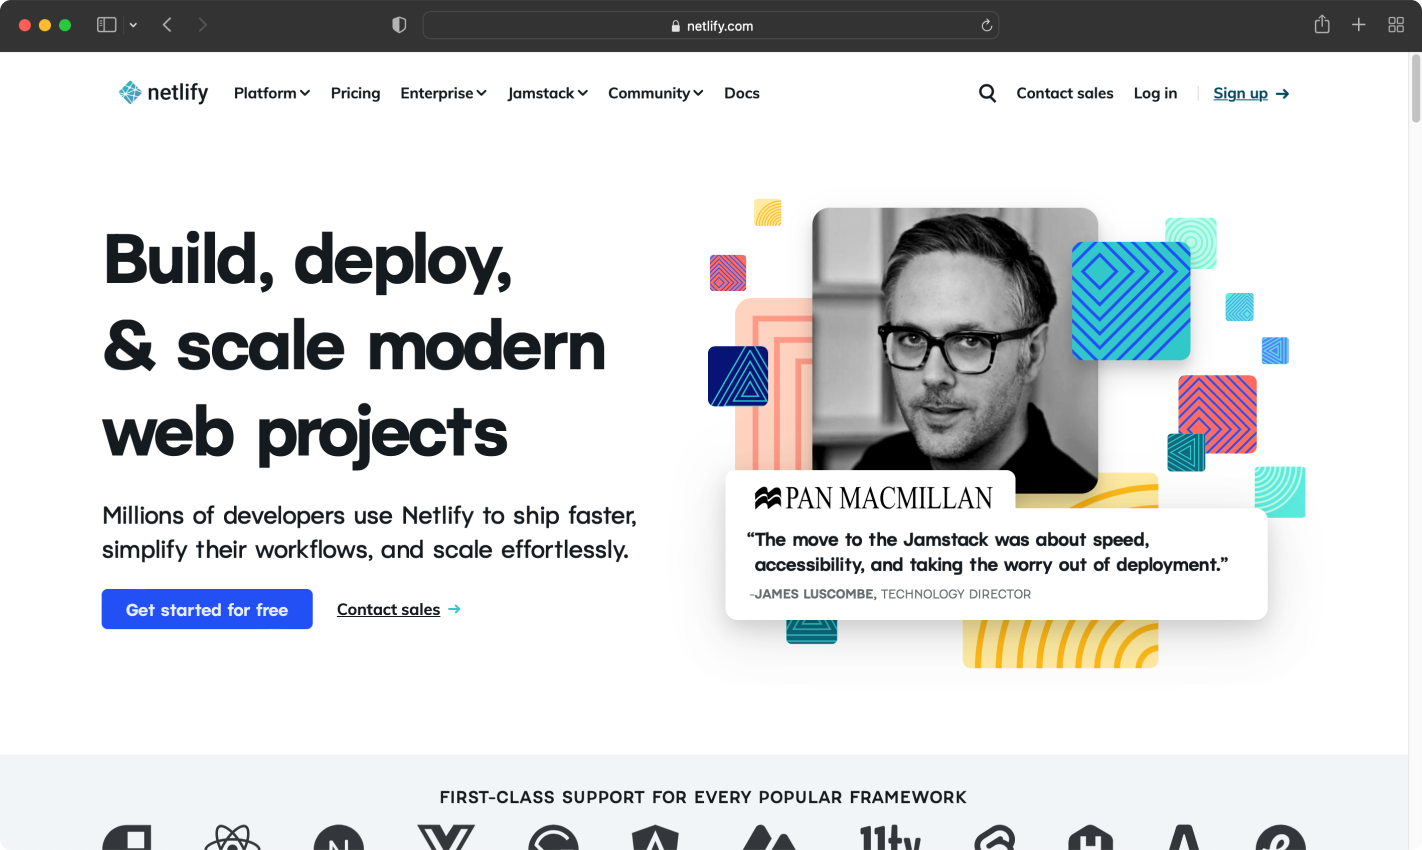 netlify.com
netlify Platform Pricing Enterprise Jamstack Community Docs Contact sales Log in Sign up →
Build, deploy,
& scale modern
web projects
Millions of developers use Netlify to ship faster,
simplify their workflows, and scale effortlessly.
Get started for free Contact sales →
PAN MACMILLAN
“The move to the Jamstack was about speed,
accessibility, and taking the worry out of deployment.”
-JAMES LUSCOMBE, TECHNOLOGY DIRECTOR
FIRST-CLASS SUPPORT FOR EVERY POPULAR FRAMEWORK
11ty